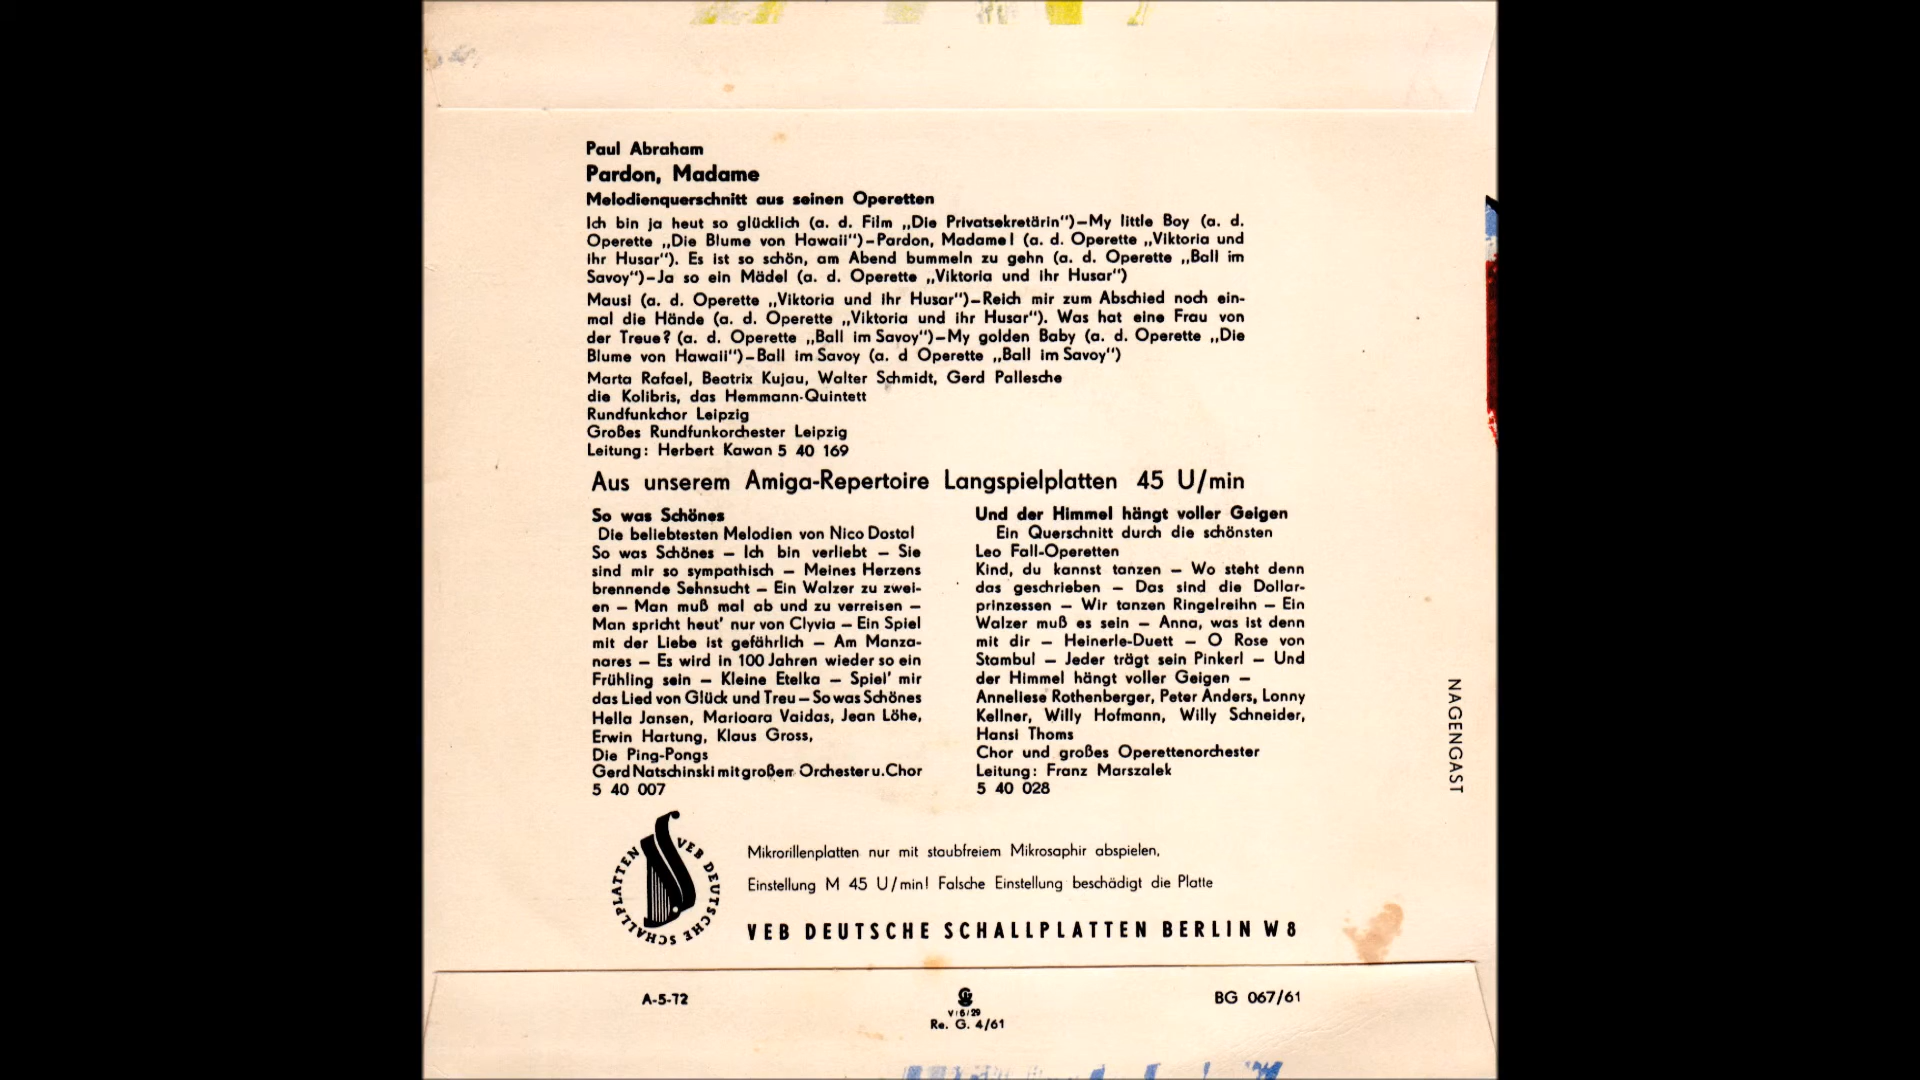 Paul Abraham
Pardon, Madame
Melodienquerschnitt aus seinen Operetten
Ich bin ja heut so glücklich (a. d. Film „Die Privatsekretärin“)–My little Boy (a. d.
Operette „Die Blume von Hawaii“)–Pardon, Madame! (a. d. Operette „Viktoria und
ihr Husar“). Es ist so schön, am Abend bummeln zu gehn (a. d. Operette „Ball im
Savoy“)–Ja so ein Mädel (a. d. Operette „Viktoria und ihr Husar“)
Mausi (a. d. Operette „Viktoria und ihr Husar“)–Reich mir zum Abschied noch ein-
mal die Hände (a. d. Operette „Viktoria und ihr Husar“). Was hat eine Frau von
der Treue? (a. d. Operette „Ball im Savoy“)–My golden Baby (a. d. Operette „Die
Blume von Hawaii“)–Ball im Savoy (a. d Operette „Ball im Savoy“)
Marta Rafael, Beatrix Kujau, Walter Schmidt, Gerd Pallesche
die Kolibris, das Hemmann-Quintett
Rundfunkchor Leipzig
Großes Rundfunkorchester Leipzig
Leitung: Herbert Kawan 5 40 169
Aus unserem Amiga-Repertoire Langspielplatten 45 U/min
So was Schönes
Die beliebtesten Melodien von Nico Dostal
So was Schönes – Ich bin verliebt – Sie
sind mir so sympathisch – Meines Herzens
brennende Sehnsucht – Ein Walzer zu zwei-
en – Man muß mal ab und zu verreisen –
Man spricht heut’ nur von Clyvia – Ein Spiel
mit der Liebe ist gefährlich – Am Manza-
nares – Es wird in 100 Jahren wieder so ein
Frühling sein – Kleine Etelka – Spiel’ mir
das Lied von Glück und Treu – So was Schönes
Hella Jansen, Marioara Vaidas, Jean Löhe,
Erwin Hartung, Klaus Gross,
Die Ping-Pongs
Gerd Natschinski mit großem Orchester u. Chor
5 40 007
Und der Himmel hängt voller Geigen
Ein Querschnitt durch die schönsten
Leo Fall-Operetten
Kind, du kannst tanzen – Wo steht denn
das geschrieben – Das sind die Dollar-
prinzessen – Wir tanzen Ringelreihn – Ein
Walzer muß es sein – Anna, was ist denn
mit dir – Heinerle-Duett – O Rose von
Stambul – Jeder trägt sein Pinkerl – Und
der Himmel hängt voller Geigen –
Anneliese Rothenberger, Peter Anders, Lonny
Kellner, Willy Hofmann, Willy Schneider,
Hansi Thoms
Chor und großes Operettenorchester
Leitung: Franz Marszalek
5 40 028
NAGENGAST
VEB DEUTSCHE SCHALLPLATTEN
Mikrorillenplatten nur mit staubfreiem Mikrosaphir abspielen,
Einstellung M 45 U/min! Falsche Einstellung beschädigt die Platte
VEB DEUTSCHE SCHALLPLATTEN BERLIN W 8
A-5-72
V/6/29
Re. G. 4/61
BG 067/61